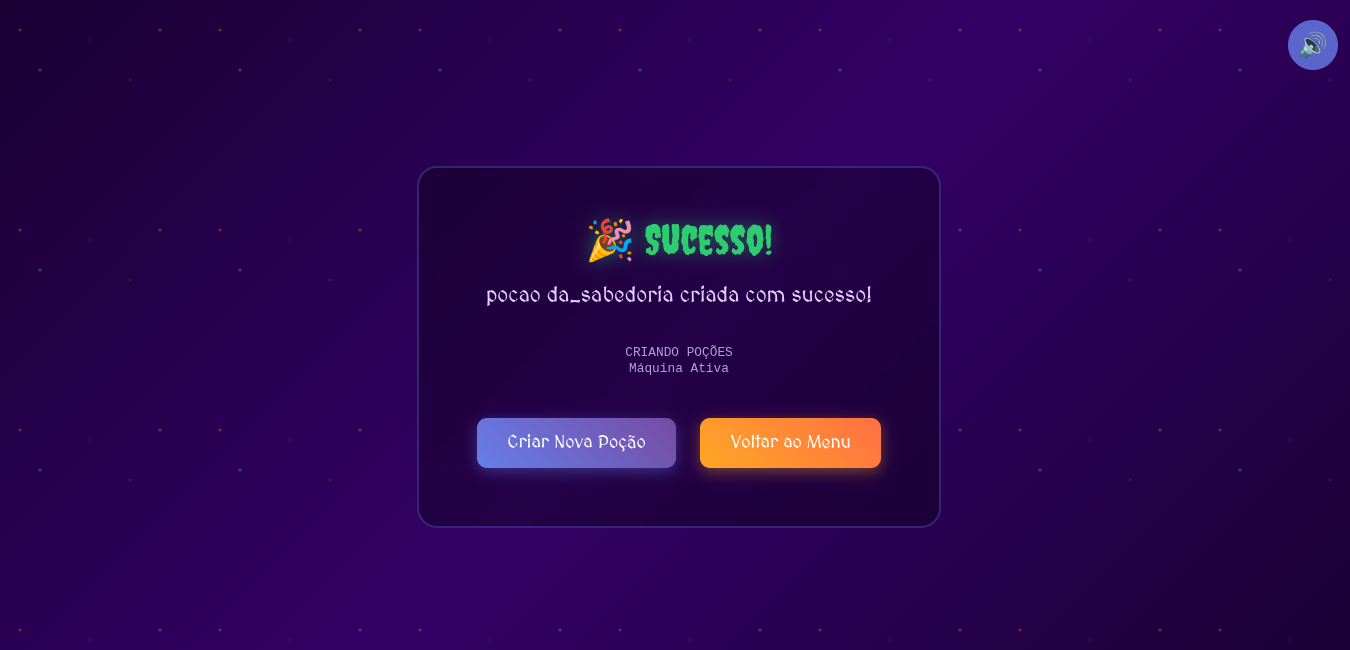 SUCESSO!
pocao da_sabedoria criada com sucesso!
CRIANDO POÇÕES
Máquina Ativa
Criar Nova Poção
Voltar ao Menu